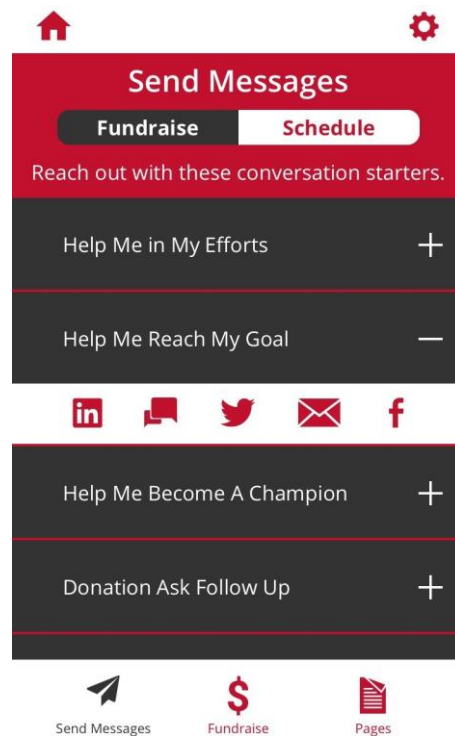 Send Messages
Fundraise Schedule
Reach out with these conversation starters.
Help Me in My Efforts
Help Me Reach My Goal
in f
Help Me Become A Champion
Donation Ask Follow Up
$
Send Messages Fundraise Pages